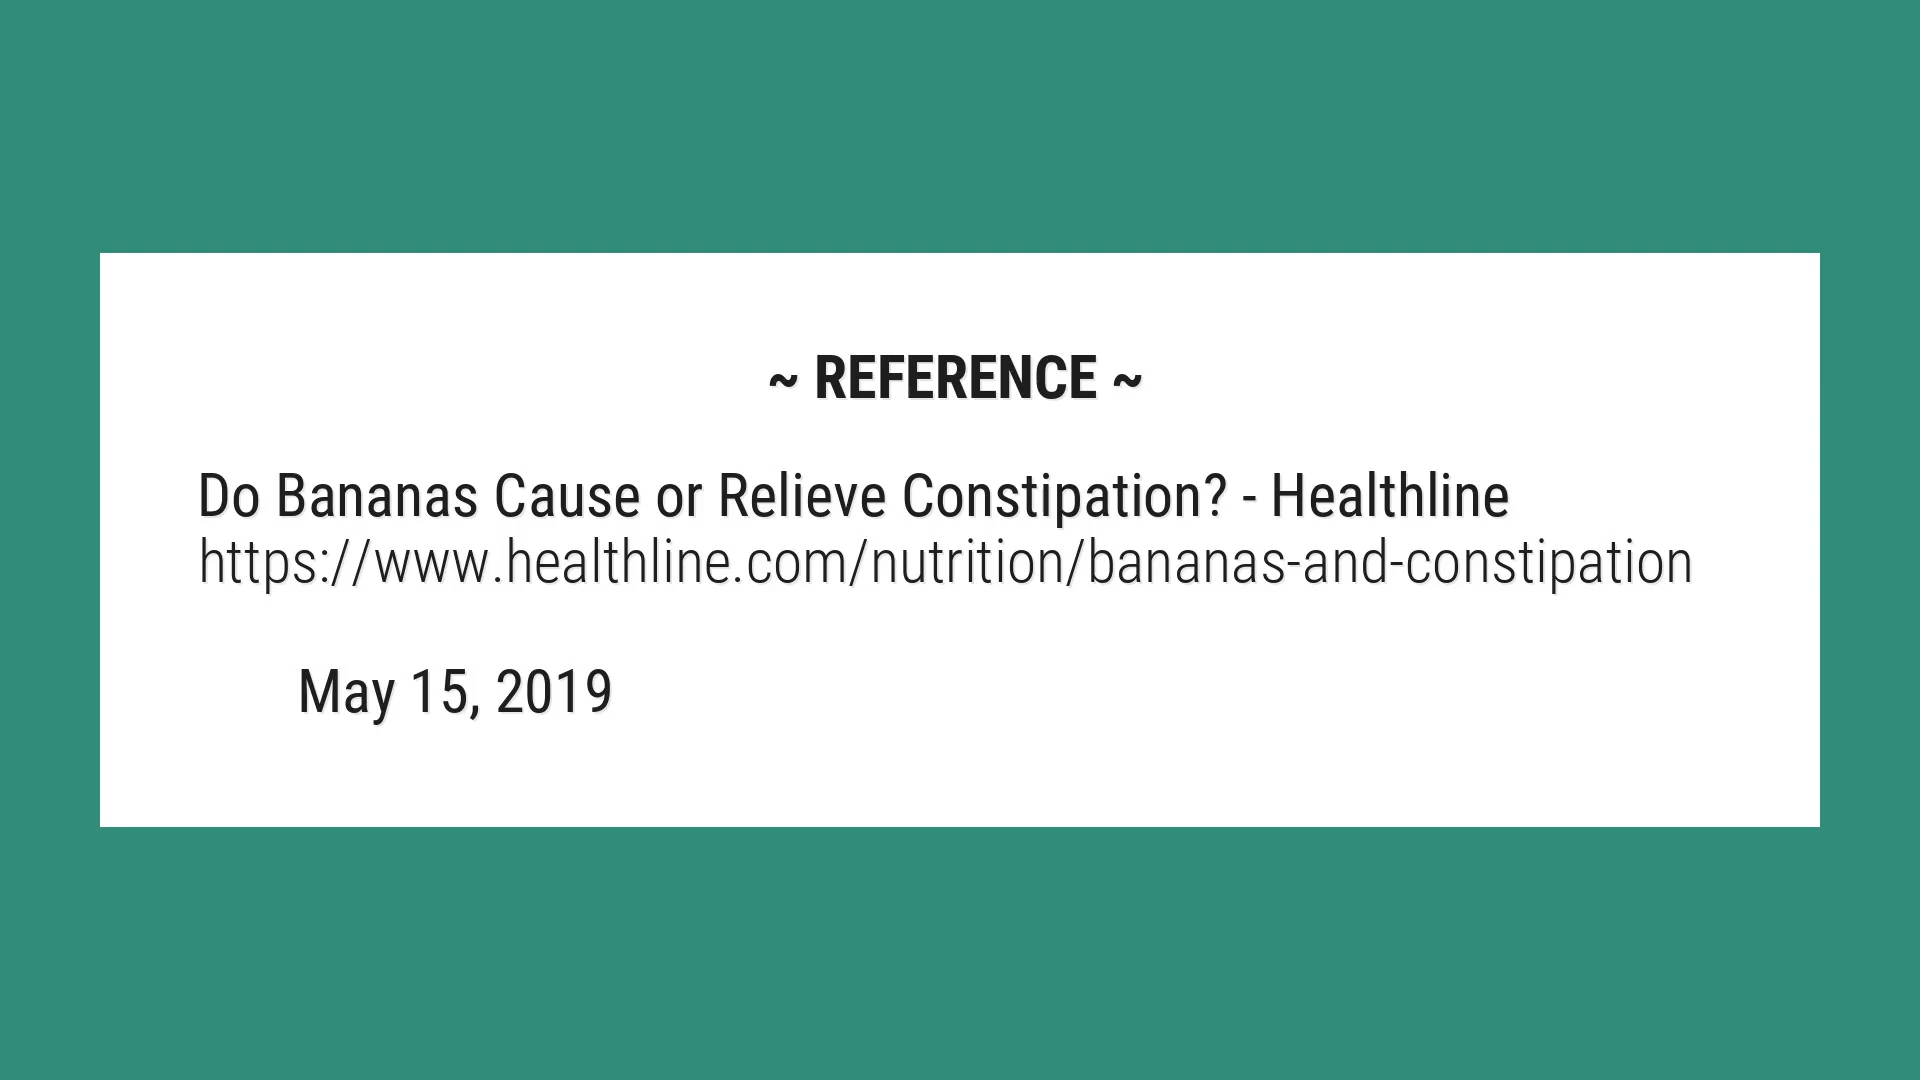 ~ REFERENCE ~
Do Bananas Cause or Relieve Constipation? - Healthline
https://www.healthline.com/nutrition/bananas-and-constipation
May 15, 2019